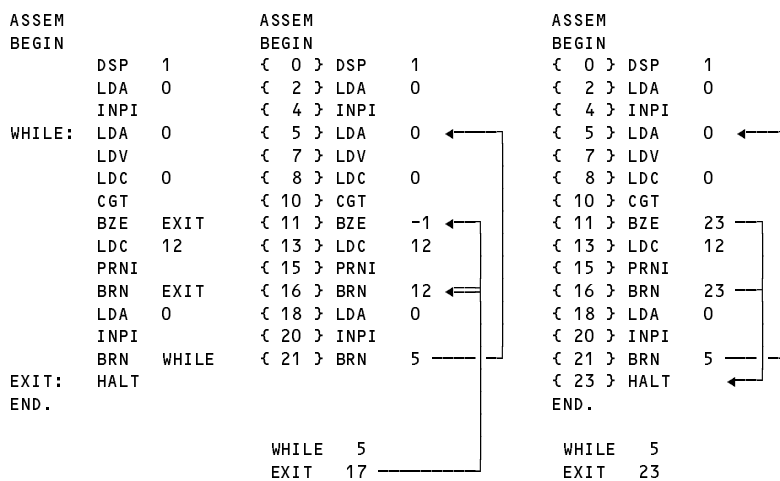 ASSEM ASSEM ASSEM
BEGIN BEGIN BEGIN
DSP 1 { 0 } DSP 1 { 0 } DSP 1
LDA 0 { 2 } LDA 0 { 2 } LDA 0
INPI { 4 } INPI { 4 } INPI
WHILE: LDA 0 { 5 } LDA 0 { 5 } LDA 0
LDV { 7 } LDV { 7 } LDV
LDC 0 { 8 } LDC 0 { 8 } LDC 0
CGT { 10 } CGT { 10 } CGT
BZE EXIT { 11 } BZE -1 { 11 } BZE 23
LDC 12 { 13 } LDC 12 { 13 } LDC 12
PRNI { 15 } PRNI { 15 } PRNI
BRN EXIT { 16 } BRN 12 { 16 } BRN 23
LDA 0 { 18 } LDA 0 { 18 } LDA 0
INPI { 20 } INPI { 20 } INPI
BRN WHILE { 21 } BRN 5 { 21 } BRN 5
EXIT: HALT { 23 } HALT
END. END.
WHILE 5 WHILE 5
EXIT 17 EXIT 23